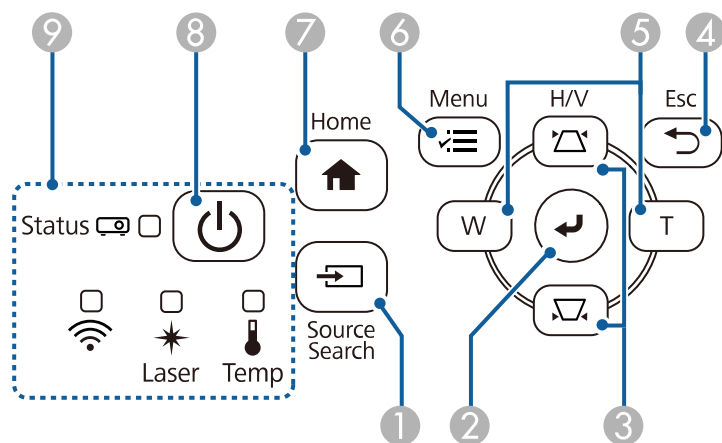 9 8 7 6 5 4
Menu H/V Esc
Home
Status
W T
Source
Search
Laser Temp
1 2 3